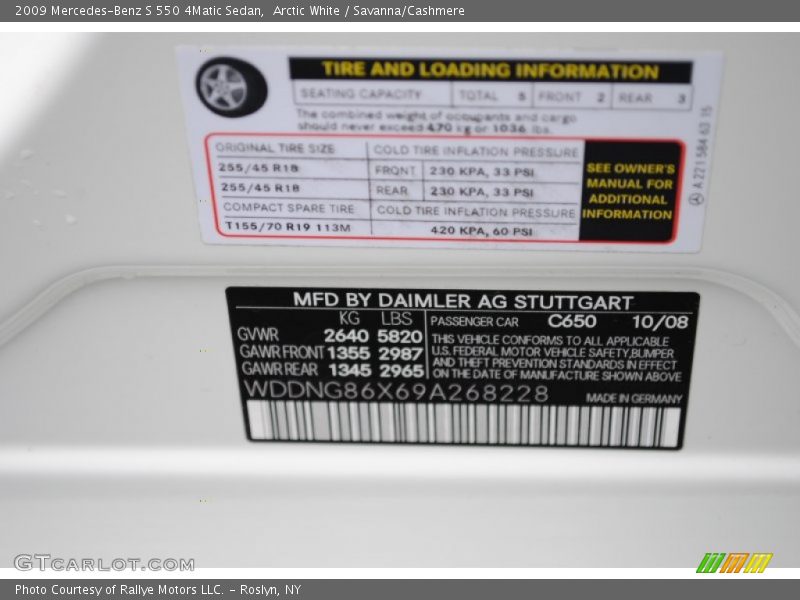 2009 Mercedes-Benz S 550 4Matic Sedan,  Arctic White / Savanna/Cashmere
TIRE AND LOADING INFORMATION
SEATING CAPACITY TOTAL 5 FRONT 2 REAR 3
The combined weight of occupants and cargo
should never exceed 470 kg or 1036 lbs.
ORIGINAL TIRE SIZE COLD TIRE INFLATION PRESSURE
255/45 R18 FRONT 230 KPA, 33 PSI
255/45 R18 REAR 230 KPA, 33 PSI
COMPACT SPARE TIRE COLD TIRE INFLATION PRESSURE
T155/70 R19 113M 420 KPA, 60 PSI
SEE OWNER'S
MANUAL FOR
ADDITIONAL
INFORMATION
A 221 584 63 15
MFD BY DAIMLER AG STUTTGART
KG LBS
GVWR 2640 5820
GAWR FRONT 1355 2987
GAWR REAR 1345 2965
PASSENGER CAR C650 10/08
THIS VEHICLE CONFORMS TO ALL APPLICABLE
U.S. FEDERAL MOTOR VEHICLE SAFETY, BUMPER,
AND THEFT PREVENTION STANDARDS IN EFFECT
ON THE DATE OF MANUFACTURE SHOWN ABOVE
WDDNG86X69A268228
MADE IN GERMANY
GTCARLOT.COM
Photo Courtesy of Rallye Motors LLC. - Roslyn, NY